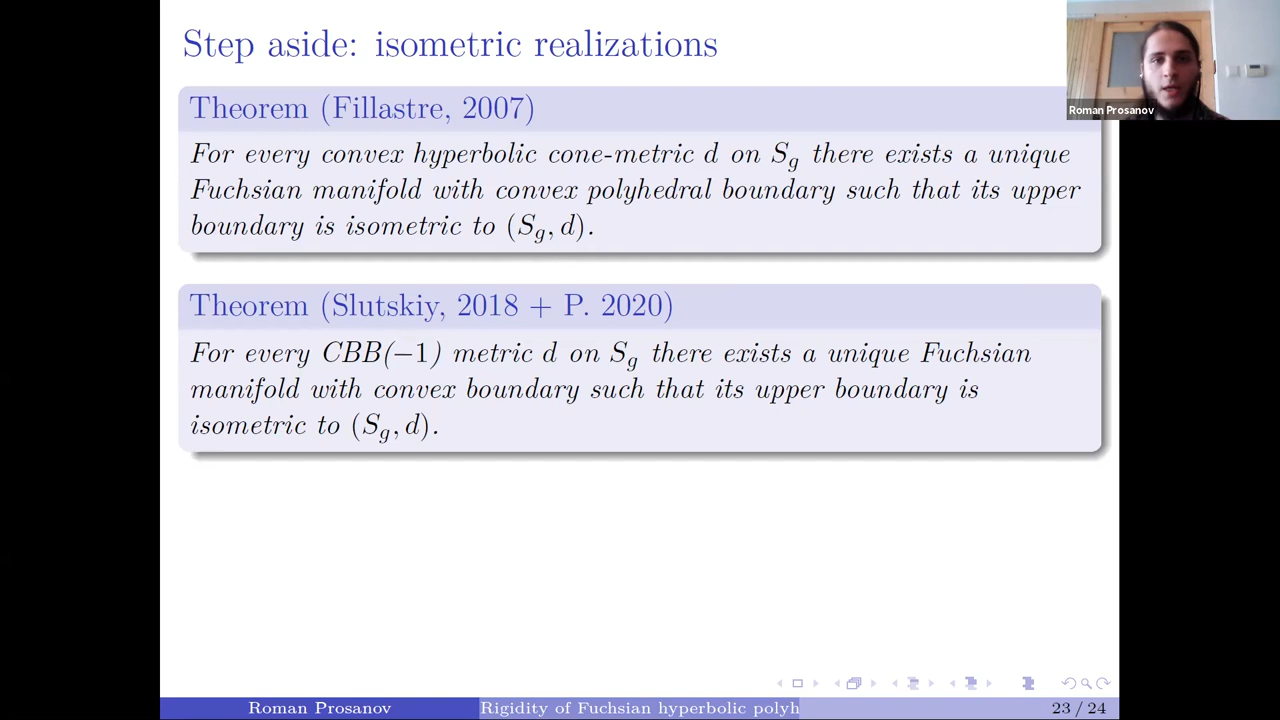 Step aside: isometric realizations
Theorem (Fillastre, 2007)
For every convex hyperbolic cone-metric d on S_g there exists a unique
Fuchsian manifold with convex polyhedral boundary such that its upper
boundary is isometric to (S_g, d).
Theorem (Slutskiy, 2018 + P. 2020)
For every CBB(−1) metric d on S_g there exists a unique Fuchsian
manifold with convex boundary such that its upper boundary is
isometric to (S_g, d).
Roman Prosanov
Roman Prosanov
Rigidity of Fuchsian hyperbolic polyh
23 / 24